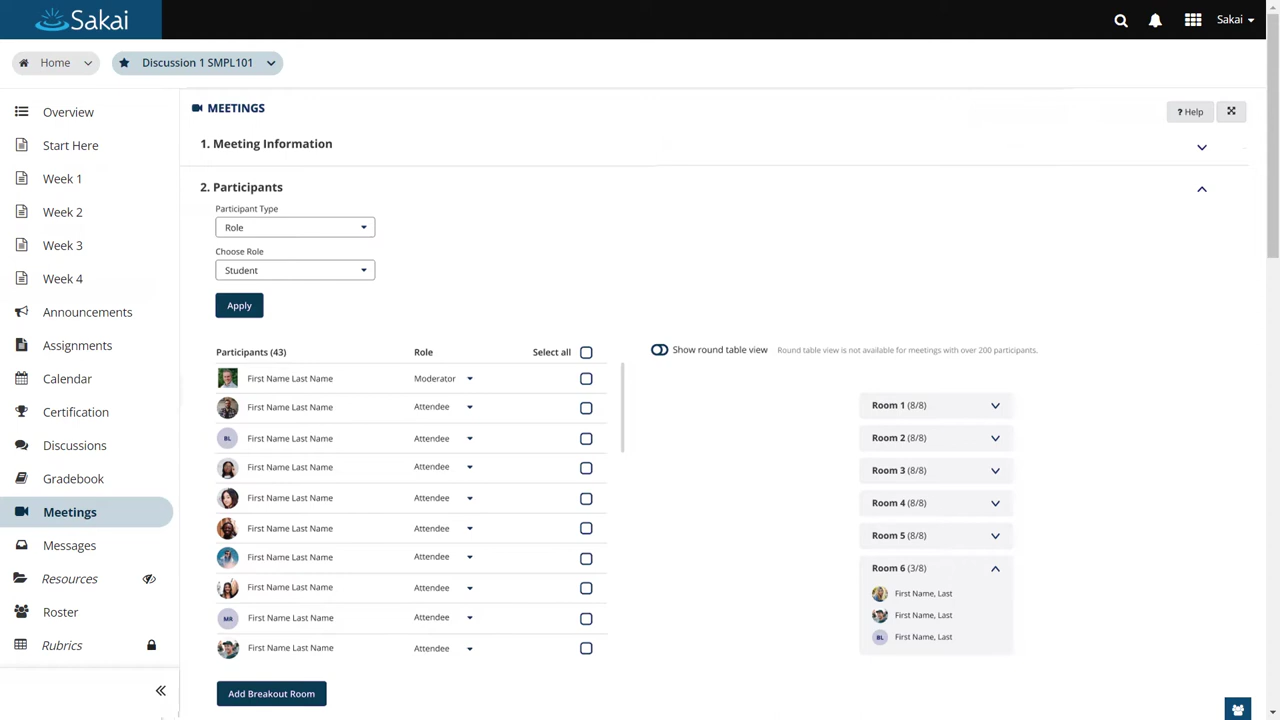 Sakai
Sakai
Home
Discussion 1 SMPL101
Overview
Start Here
Week 1
Week 2
Week 3
Week 4
Announcements
Assignments
Calendar
Certification
Discussions
Gradebook
Meetings
Messages
Resources
Roster
Rubrics
MEETINGS
? Help
1. Meeting Information
2. Participants
Participant Type
Role
Choose Role
Student
Apply
Participants (43) Role Select all
First Name Last Name Moderator
First Name Last Name Attendee
BL First Name Last Name Attendee
First Name Last Name Attendee
First Name Last Name Attendee
First Name Last Name Attendee
First Name Last Name Attendee
First Name Last Name Attendee
MR First Name Last Name Attendee
First Name Last Name Attendee
Add Breakout Room
Show round table view Round table view is not available for meetings with over 200 participants.
Room 1 (8/8)
Room 2 (8/8)
Room 3 (8/8)
Room 4 (8/8)
Room 5 (8/8)
Room 6 (3/8)
First Name, Last
First Name, Last
BL First Name, Last